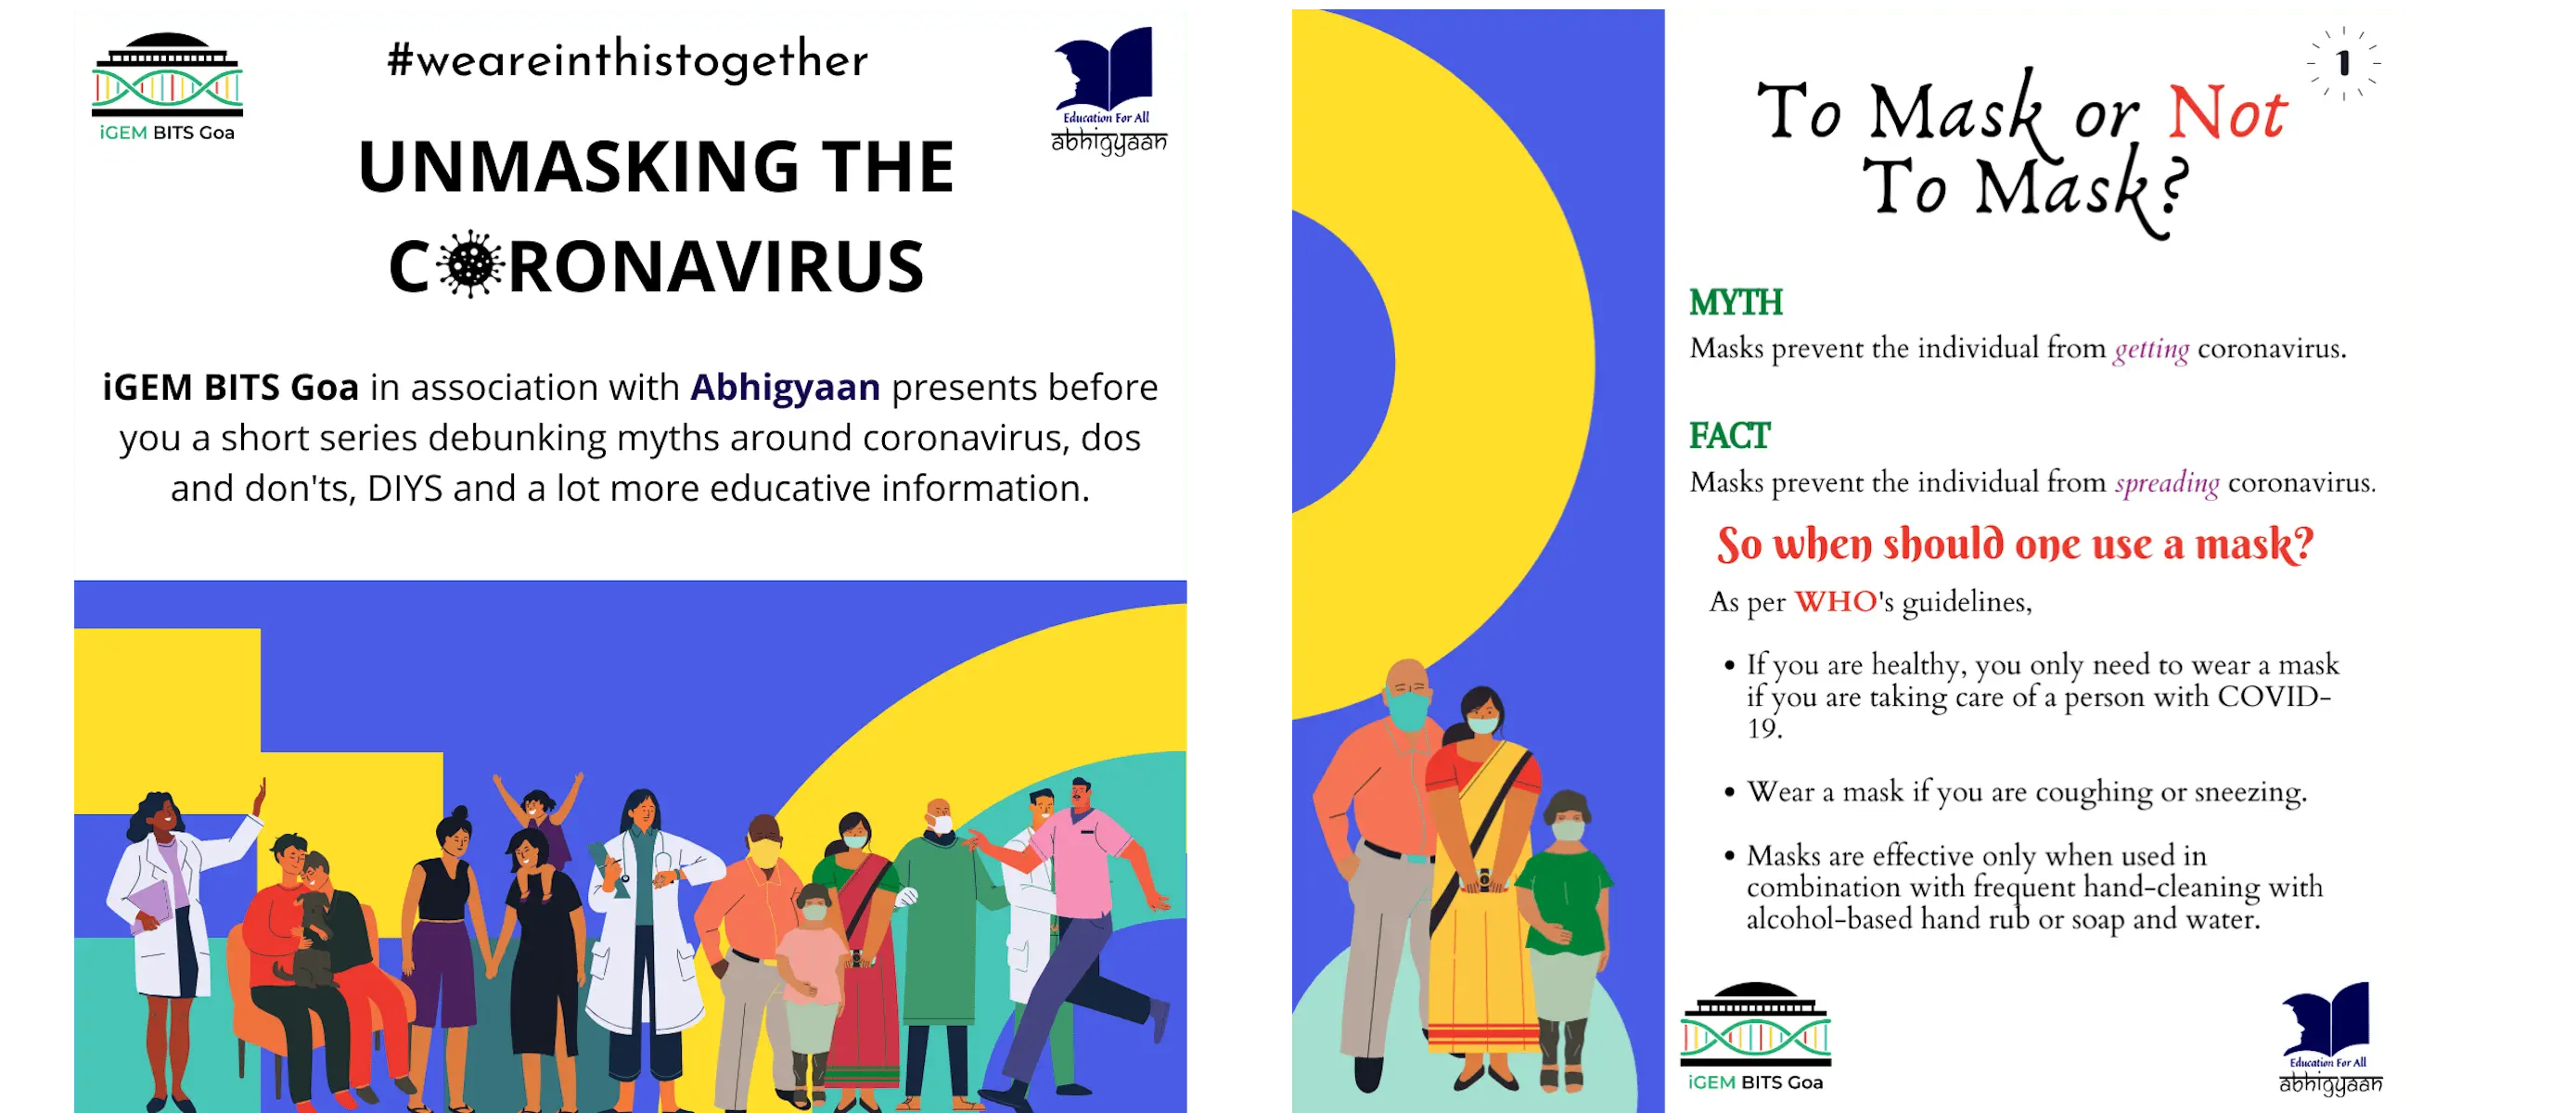 iGEM BITS Goa
#weareinthistogether
Education For All
abhigyaan
UNMASKING THE
CORONAVIRUS
iGEM BITS Goa in association with Abhigyaan presents before
you a short series debunking myths around coronavirus, dos
and don'ts, DIYS and a lot more educative information.
1
To Mask or Not
To Mask?
MYTH
Masks prevent the individual from getting coronavirus.
FACT
Masks prevent the individual from spreading coronavirus.
So when should one use a mask?
As per WHO's guidelines,
• If you are healthy, you only need to wear a mask
if you are taking care of a person with COVID-
19.
• Wear a mask if you are coughing or sneezing.
• Masks are effective only when used in
combination with frequent hand-cleaning with
alcohol-based hand rub or soap and water.
iGEM BITS Goa
Education For All
abhigyaan